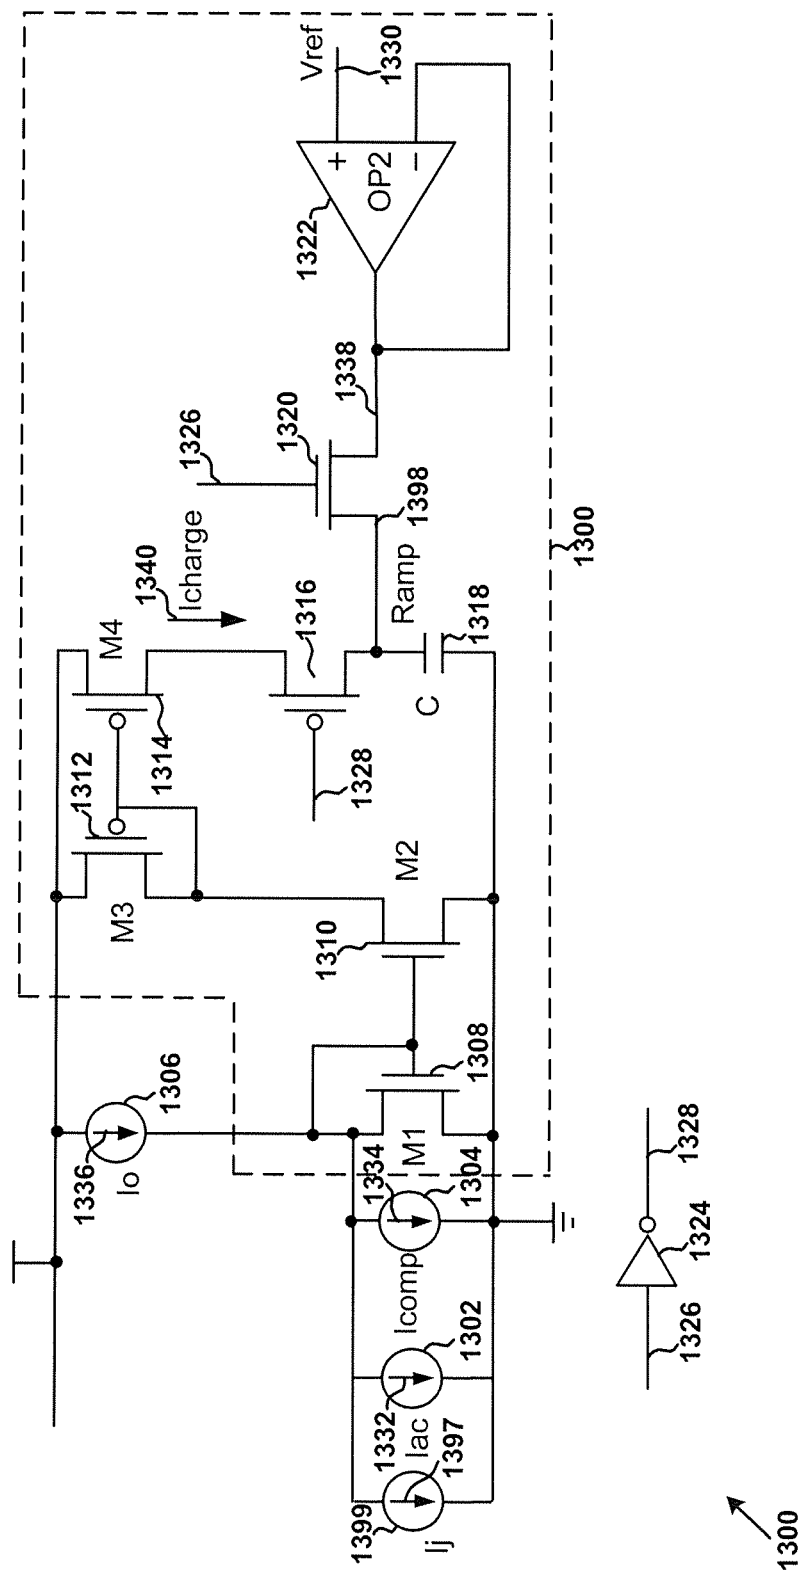 Vref
1330
+
OP2
−
1322
1338
1320
1326
1398
1300
1340
Icharge
Ramp
1316
1318
C
M4
1314
1312
1328
M3
M2
1310
1306
1336
Io
1308
M1
1334
1304
Icomp
1302
1332
Iac
1397
1399
Ij
1328
1324
1326
1300